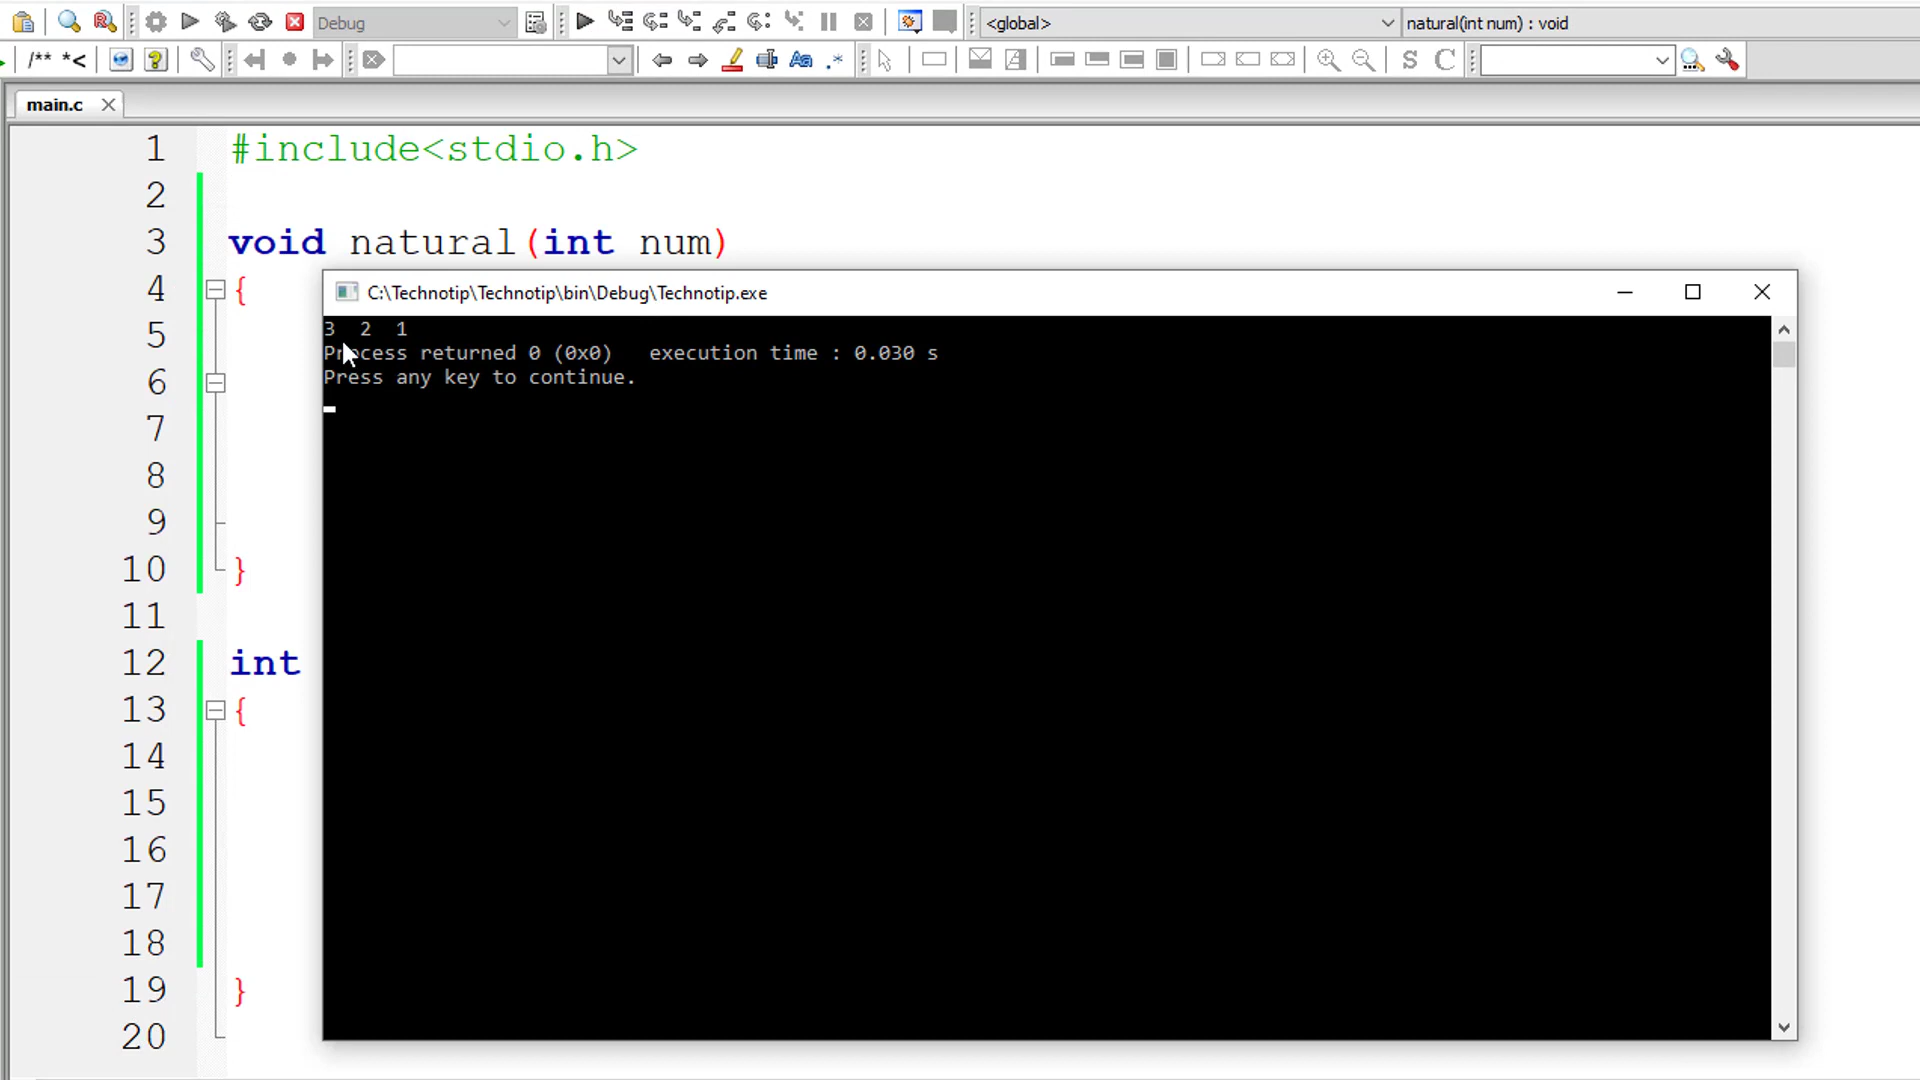 Debug <global> natural(int num) : void
/** *< Aa .* S C
main.c
1 #include<stdio.h>
2
3 void natural(int num)
4 {
C:\Technotip\Technotip\bin\Debug\Technotip.exe
3 2 1
5
Process returned 0 (0x0) execution time : 0.030 s
6
Press any key to continue.
7
8
9
10 }
11
12 int
13 {
14
15
16
17
18
19 }
20